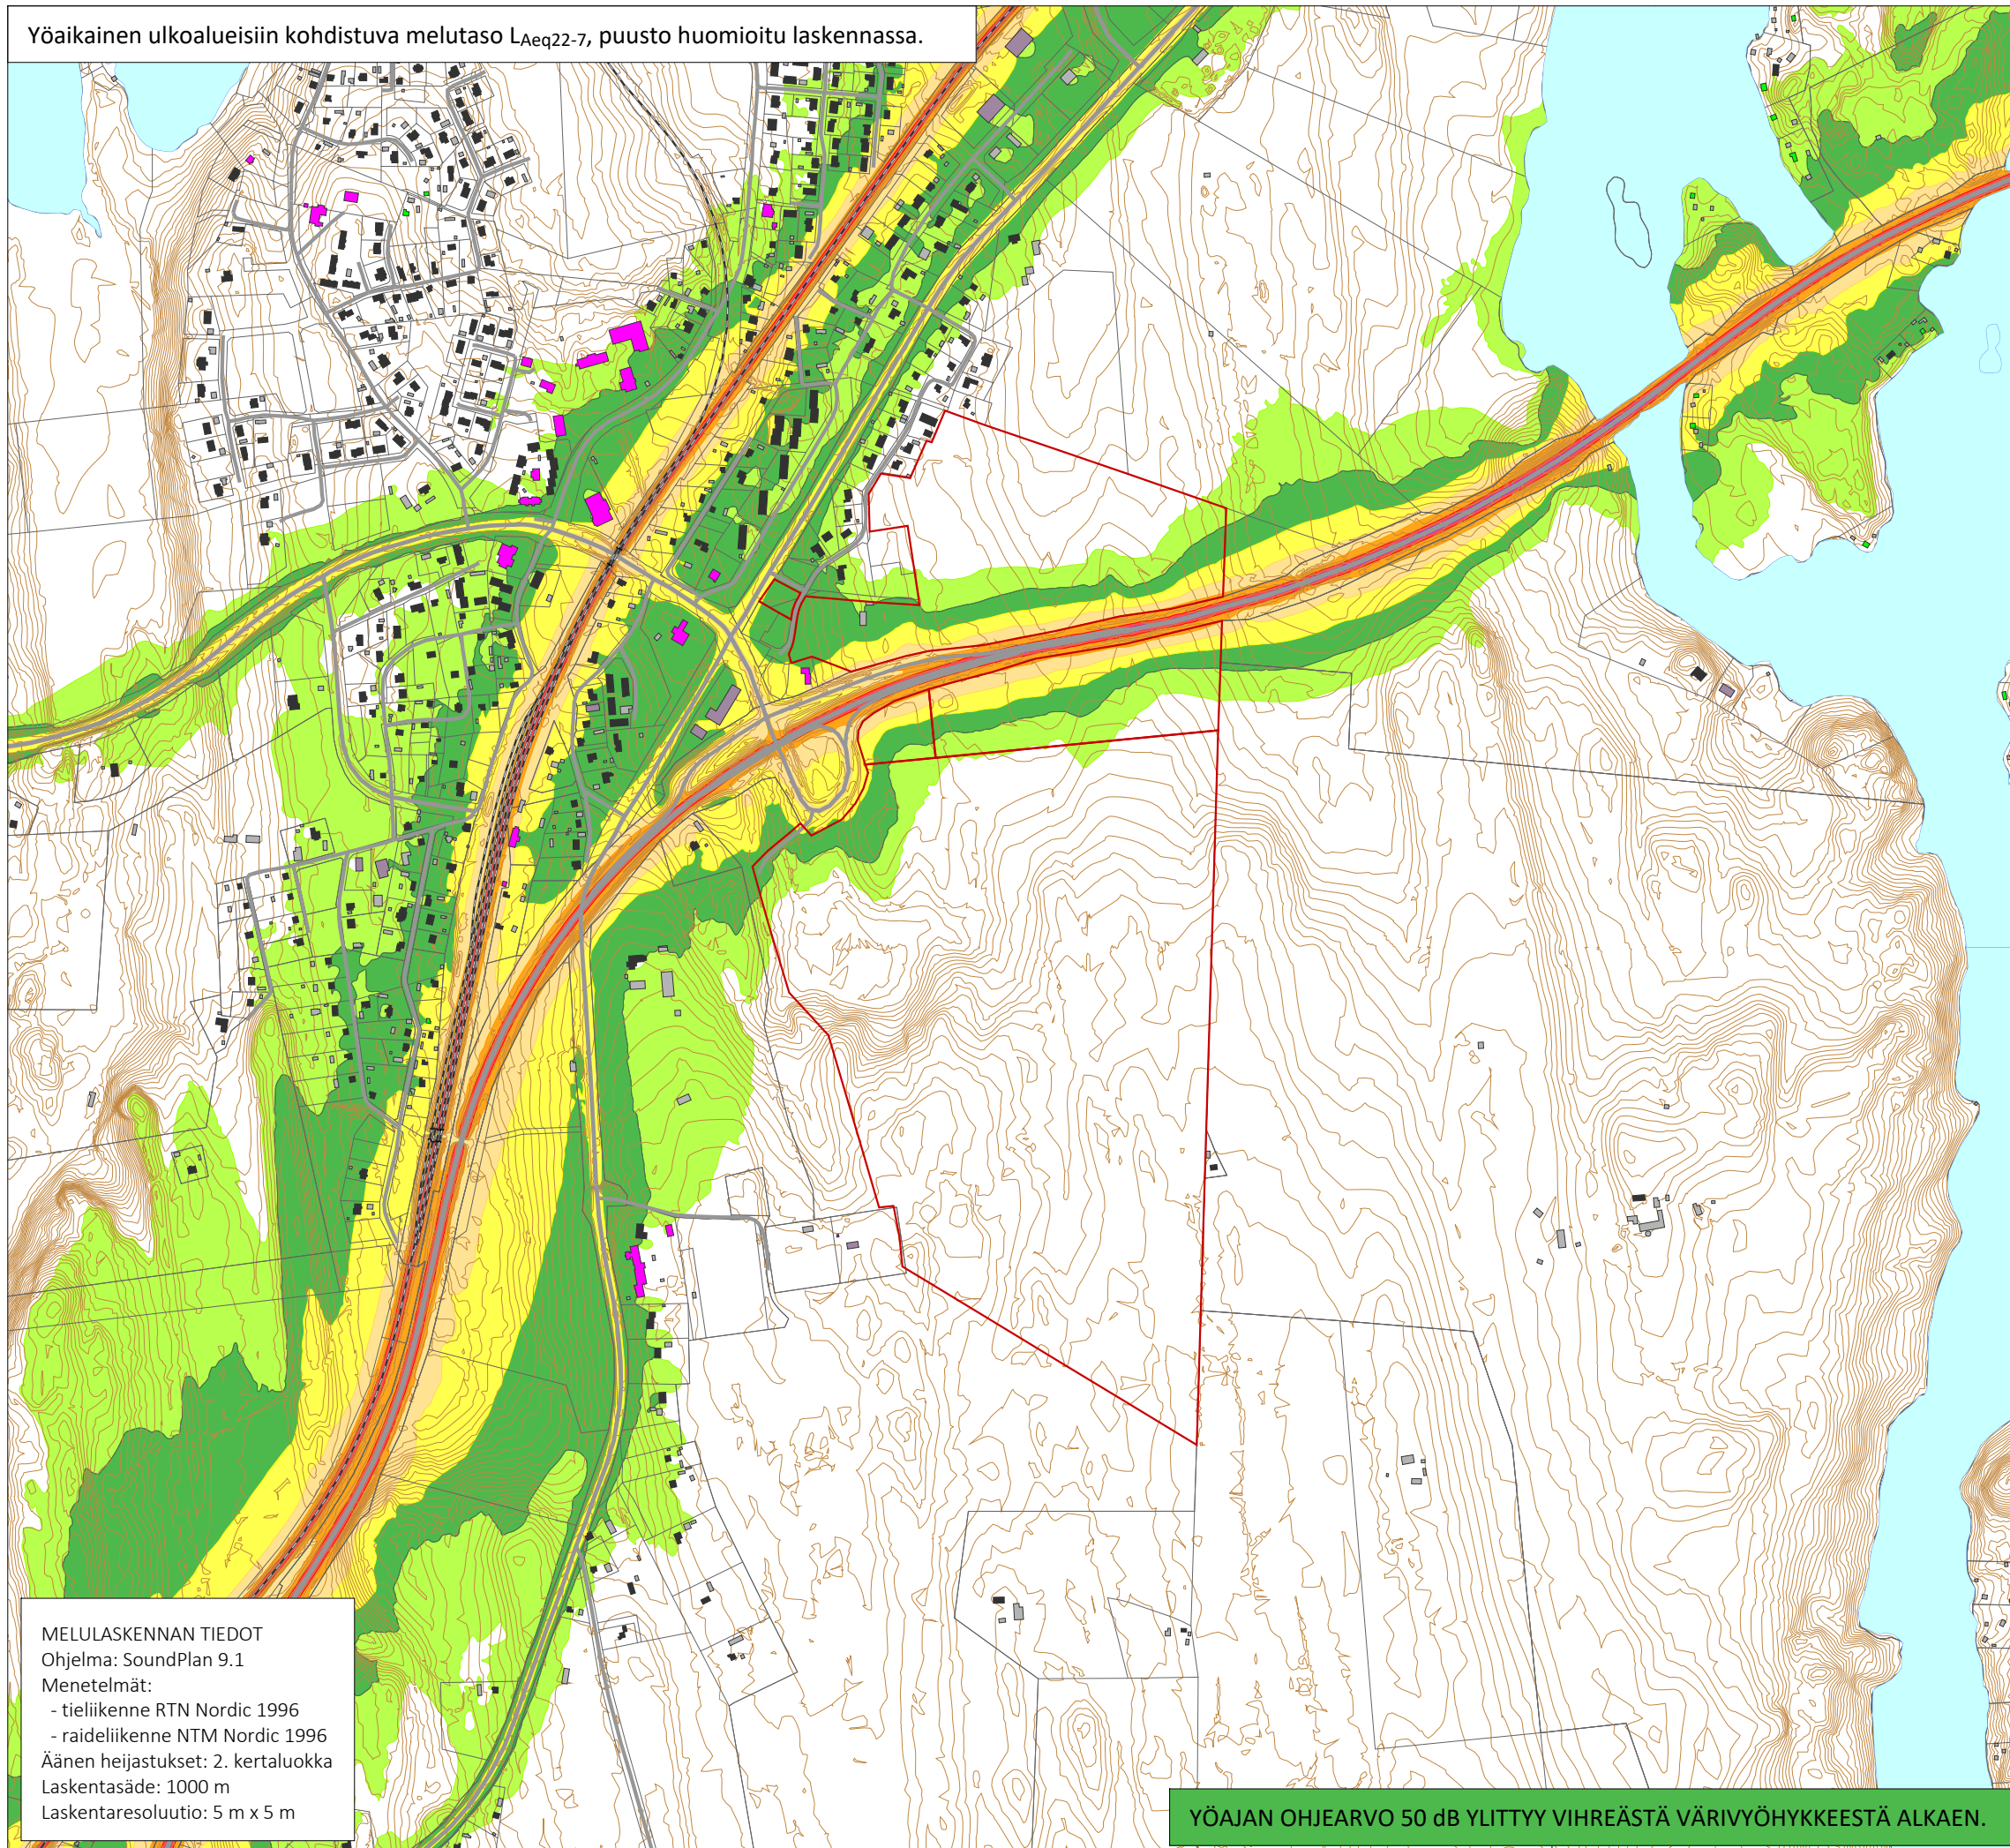 Yöaikainen ulkoalueisiin kohdistuva melutaso LAeq22-7, puusto huomioitu laskennassa.
MELULASKENNAN TIEDOT
Ohjelma: SoundPlan 9.1
Menetelmät:
- tieliikenne RTN Nordic 1996
- raideliikenne NTM Nordic 1996
Äänen heijastukset: 2. kertaluokka
Laskentasäde: 1000 m
Laskentaresoluutio: 5 m x 5 m
YÖAJAN OHJEARVO 50 dB YLITTYY VIHREÄSTÄ VÄRIVYÖHYKKEESTÄ ALKAEN.